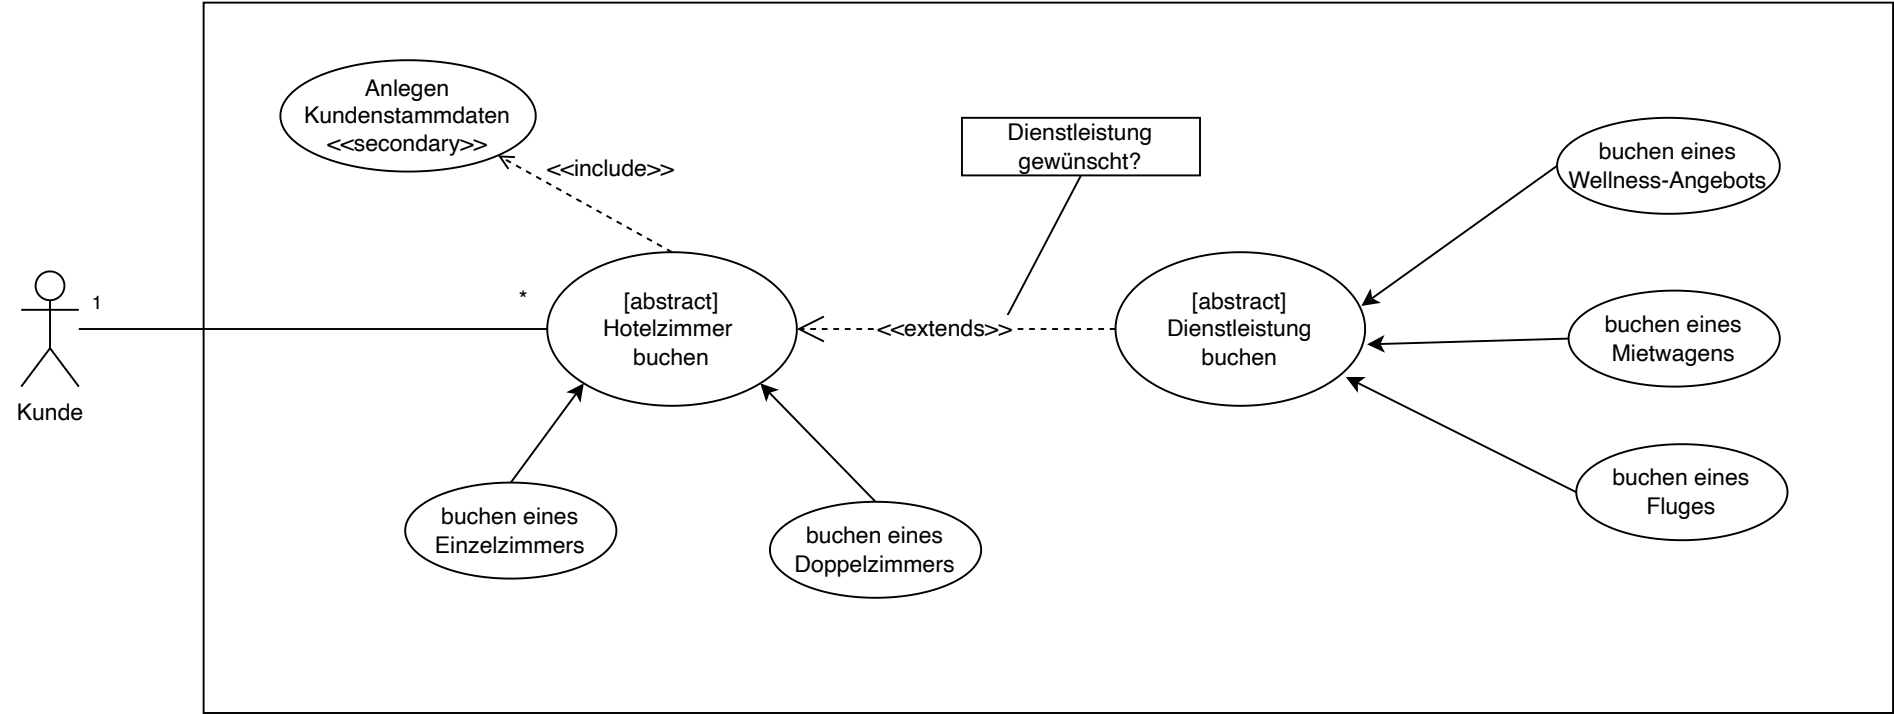 Anlegen
Kundenstammdaten
<<secondary>>
<<include>>
Dienstleistung
gewünscht?
buchen eines
Wellness-Angebots
1
*
Kunde
[abstract]
Hotelzimmer
buchen
<<extends>>
[abstract]
Dienstleistung
buchen
buchen eines
Mietwagens
buchen eines
Einzelzimmers
buchen eines
Doppelzimmers
buchen eines
Fluges